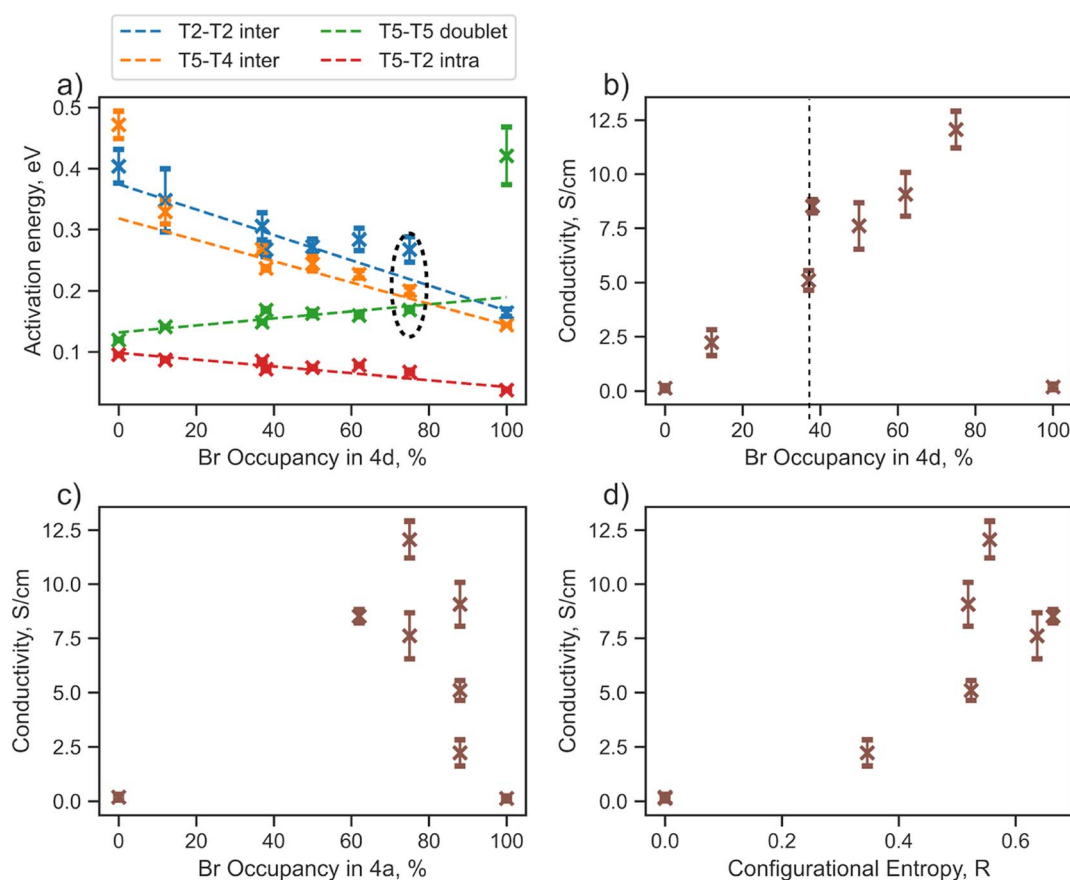 T2-T2 inter
T5-T5 doublet
T5-T4 inter
T5-T2 intra
a)
0.5
0.4
0.3
0.2
0.1
Activation energy, eV
0 20 40 60 80 100
Br Occupancy in 4d, %
b)
12.5
10.0
7.5
5.0
2.5
0.0
Conductivity, S/cm
0 20 40 60 80 100
Br Occupancy in 4d, %
c)
12.5
10.0
7.5
5.0
2.5
0.0
Conductivity, S/cm
0 20 40 60 80 100
Br Occupancy in 4a, %
d)
12.5
10.0
7.5
5.0
2.5
0.0
Conductivity, S/cm
0.0 0.2 0.4 0.6
Configurational Entropy, R